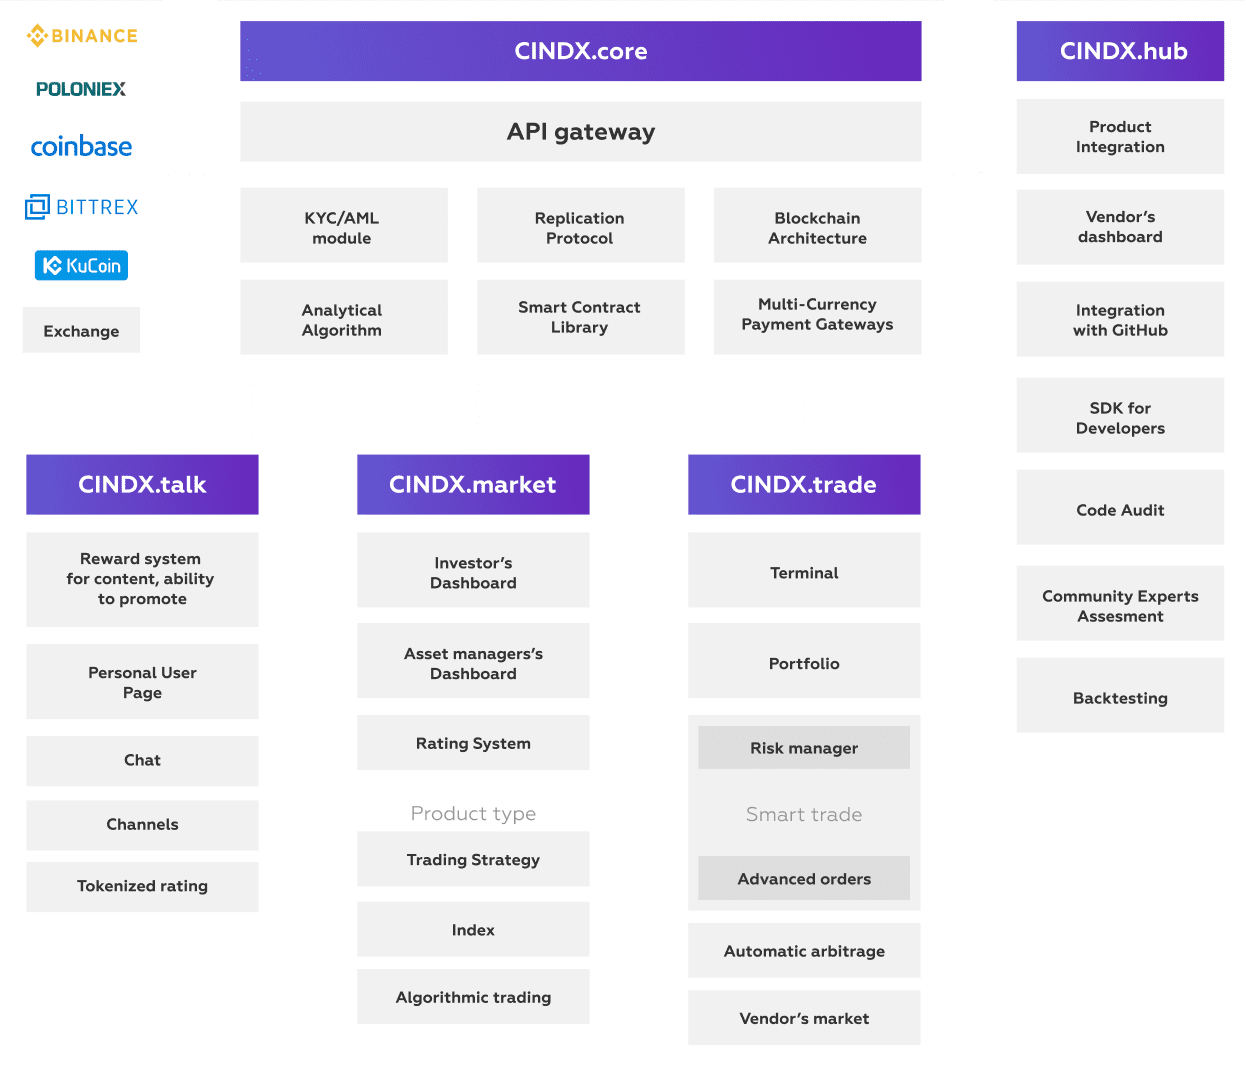 BINANCE
POLONIEX
coinbase
BITTREX
KuCoin
Exchange
CINDX.core
API gateway
KYC/AML
module
Replication
Protocol
Blockchain
Architecture
Analytical
Algorithm
Smart Contract
Library
Multi-Currency
Payment Gateways
CINDX.hub
Product
Integration
Vendor's
dashboard
Integration
with GitHub
SDK for
Developers
Code Audit
Community Experts
Assesment
Backtesting
CINDX.talk
Reward system
for content, ability
to promote
Personal User
Page
Chat
Channels
Tokenized rating
CINDX.market
Investor's
Dashboard
Asset managers's
Dashboard
Rating System
Product type
Trading Strategy
Index
Algorithmic trading
CINDX.trade
Terminal
Portfolio
Risk manager
Smart trade
Advanced orders
Automatic arbitrage
Vendor's market